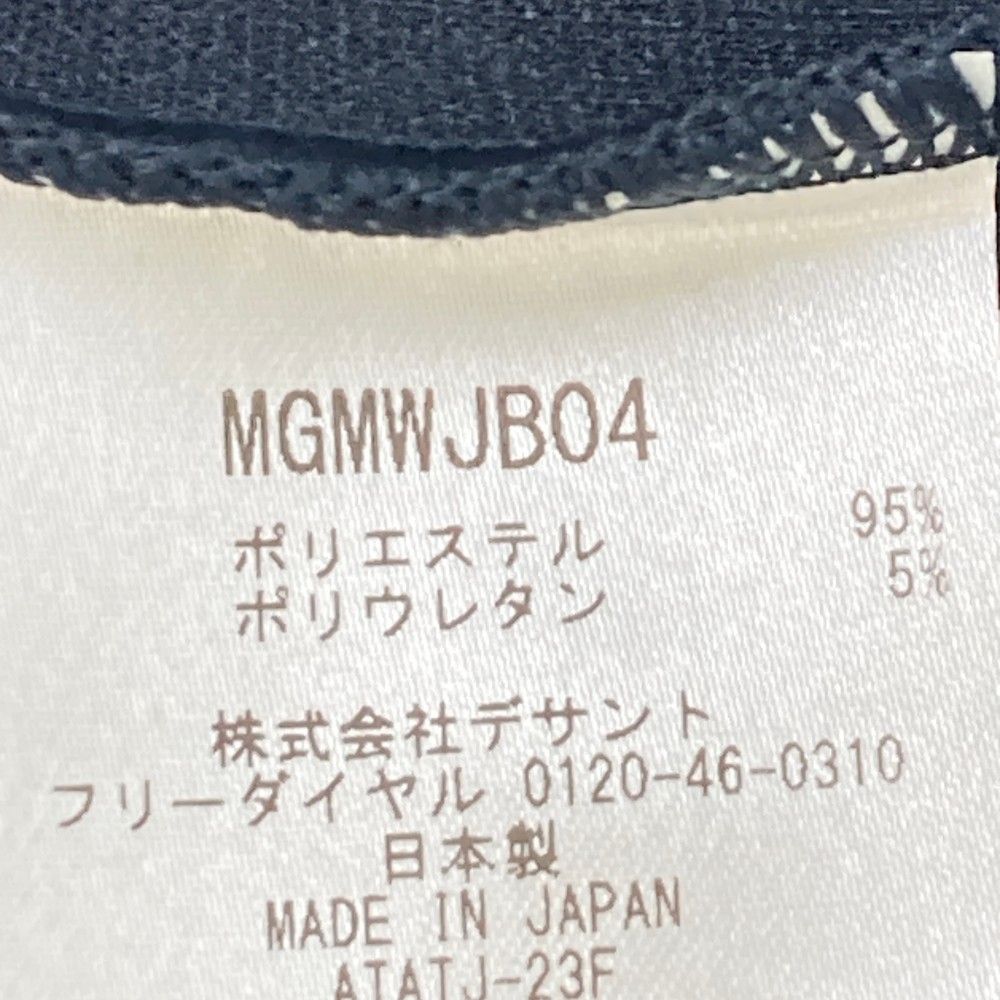 MGMWJB04
ポリエステル 95%
ポリウレタン 5%
株式会社デサント
フリーダイヤル 0120-46-0310
日本製
MADE IN JAPAN
ATATJ-23F